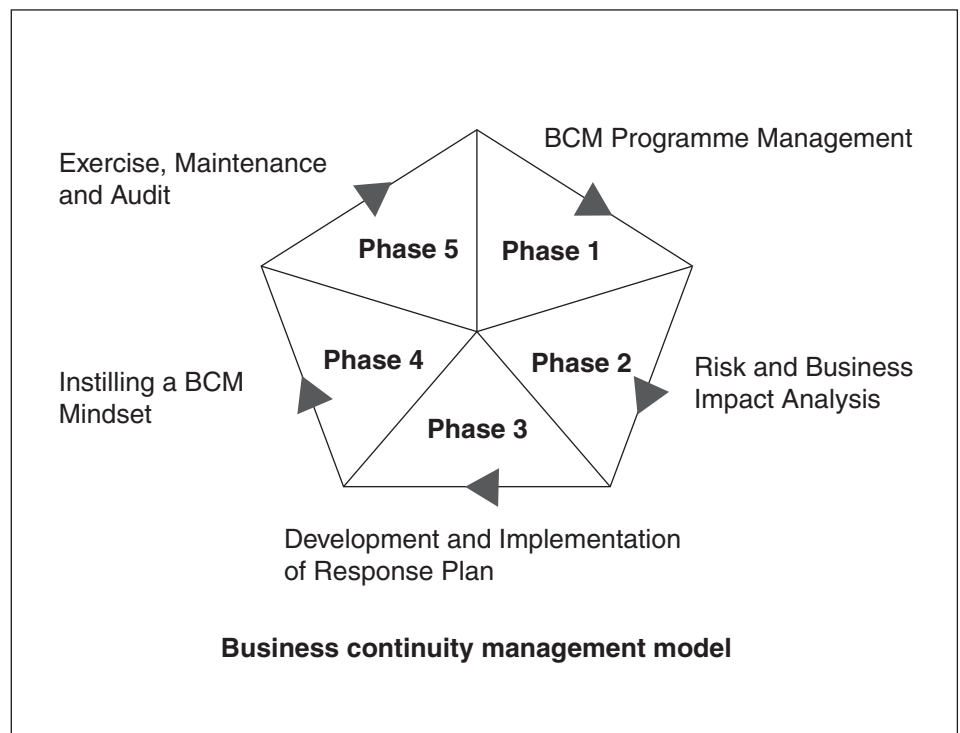 BCM Programme Management
Exercise, Maintenance
and Audit
Phase 5
Phase 1
Phase 4
Phase 2
Instilling a BCM
Mindset
Risk and Business
Impact Analysis
Phase 3
Development and Implementation
of Response Plan
Business continuity management model